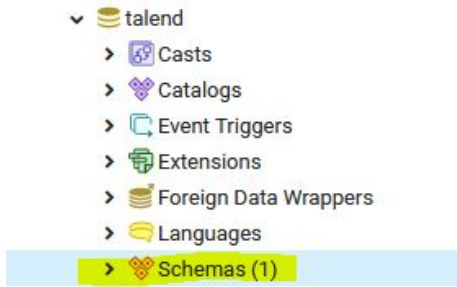 talend
Casts
Catalogs
Event Triggers
Extensions
Foreign Data Wrappers
Languages
Schemas (1)